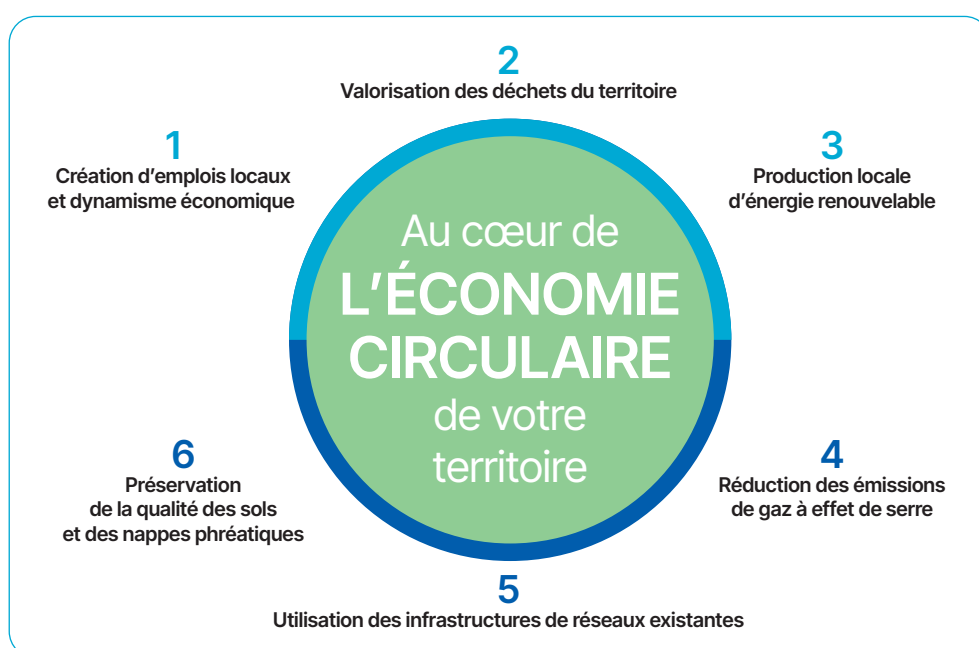 1
Création d'emplois locaux
et dynamisme économique
2
Valorisation des déchets du territoire
3
Production locale
d'énergie renouvelable
Au cœur de
L'ÉCONOMIE
CIRCULAIRE
de votre
territoire
4
Réduction des émissions
de gaz à effet de serre
5
Utilisation des infrastructures de réseaux existantes
6
Préservation
de la qualité des sols
et des nappes phréatiques